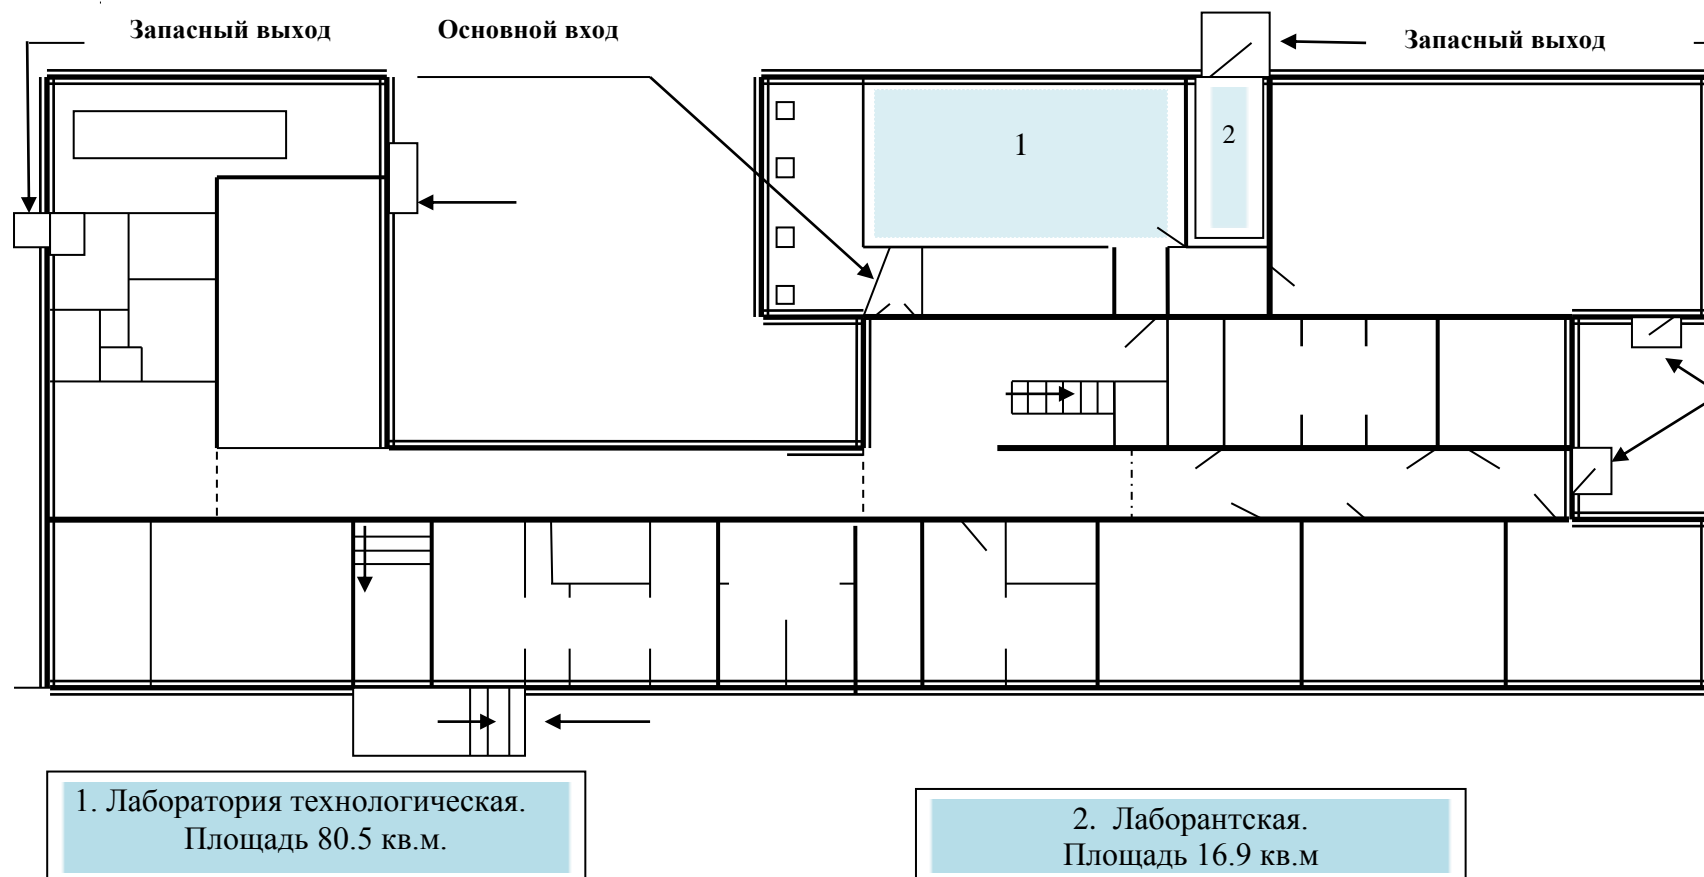 Запасный выход
Основной вход
Запасный выход
1
2
1. Лаборатория технологическая.
Площадь 80.5 кв.м.
2. Лаборантская.
Площадь 16.9 кв.м